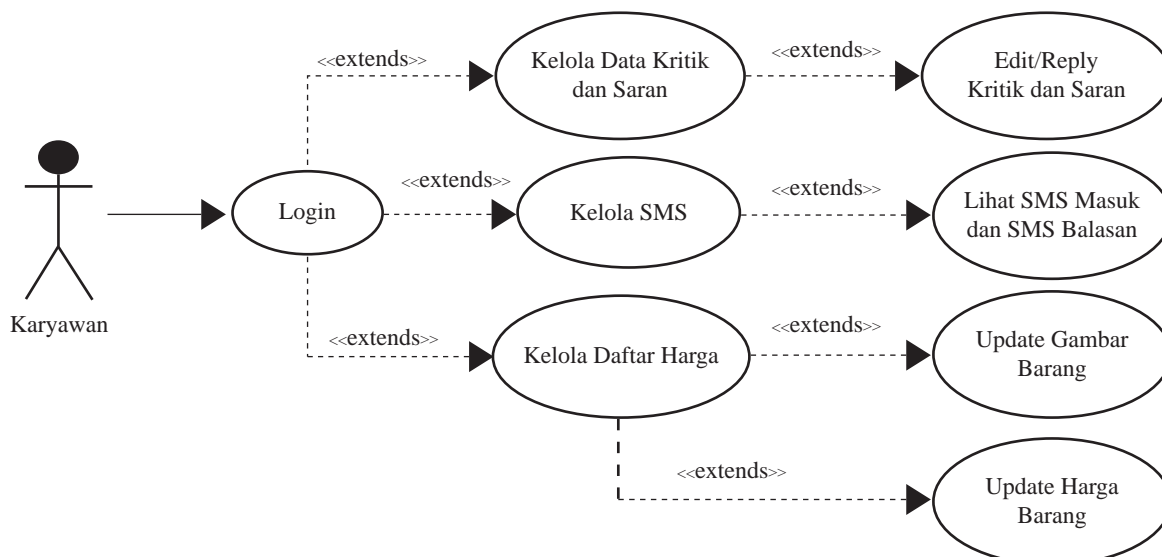 <<extends>>
Kelola Data Kritik
dan Saran
<<extends>>
Edit/Reply
Kritik dan Saran
Karyawan
Login
<<extends>>
Kelola SMS
<<extends>>
Lihat SMS Masuk
dan SMS Balasan
<<extends>>
Kelola Daftar Harga
<<extends>>
Update Gambar
Barang
<<extends>>
Update Harga
Barang